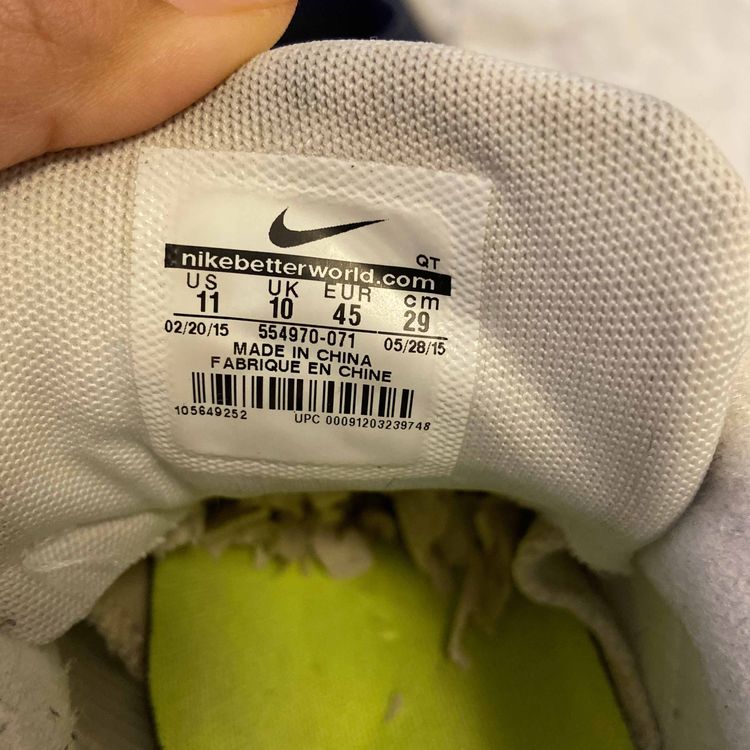 QT
nikebetterworld.com
US UK EUR cm
11 10 45 29
02/20/15 554970-071 05/28/15
MADE IN CHINA
FABRIQUE EN CHINE
105649252 UPC 00091203239748